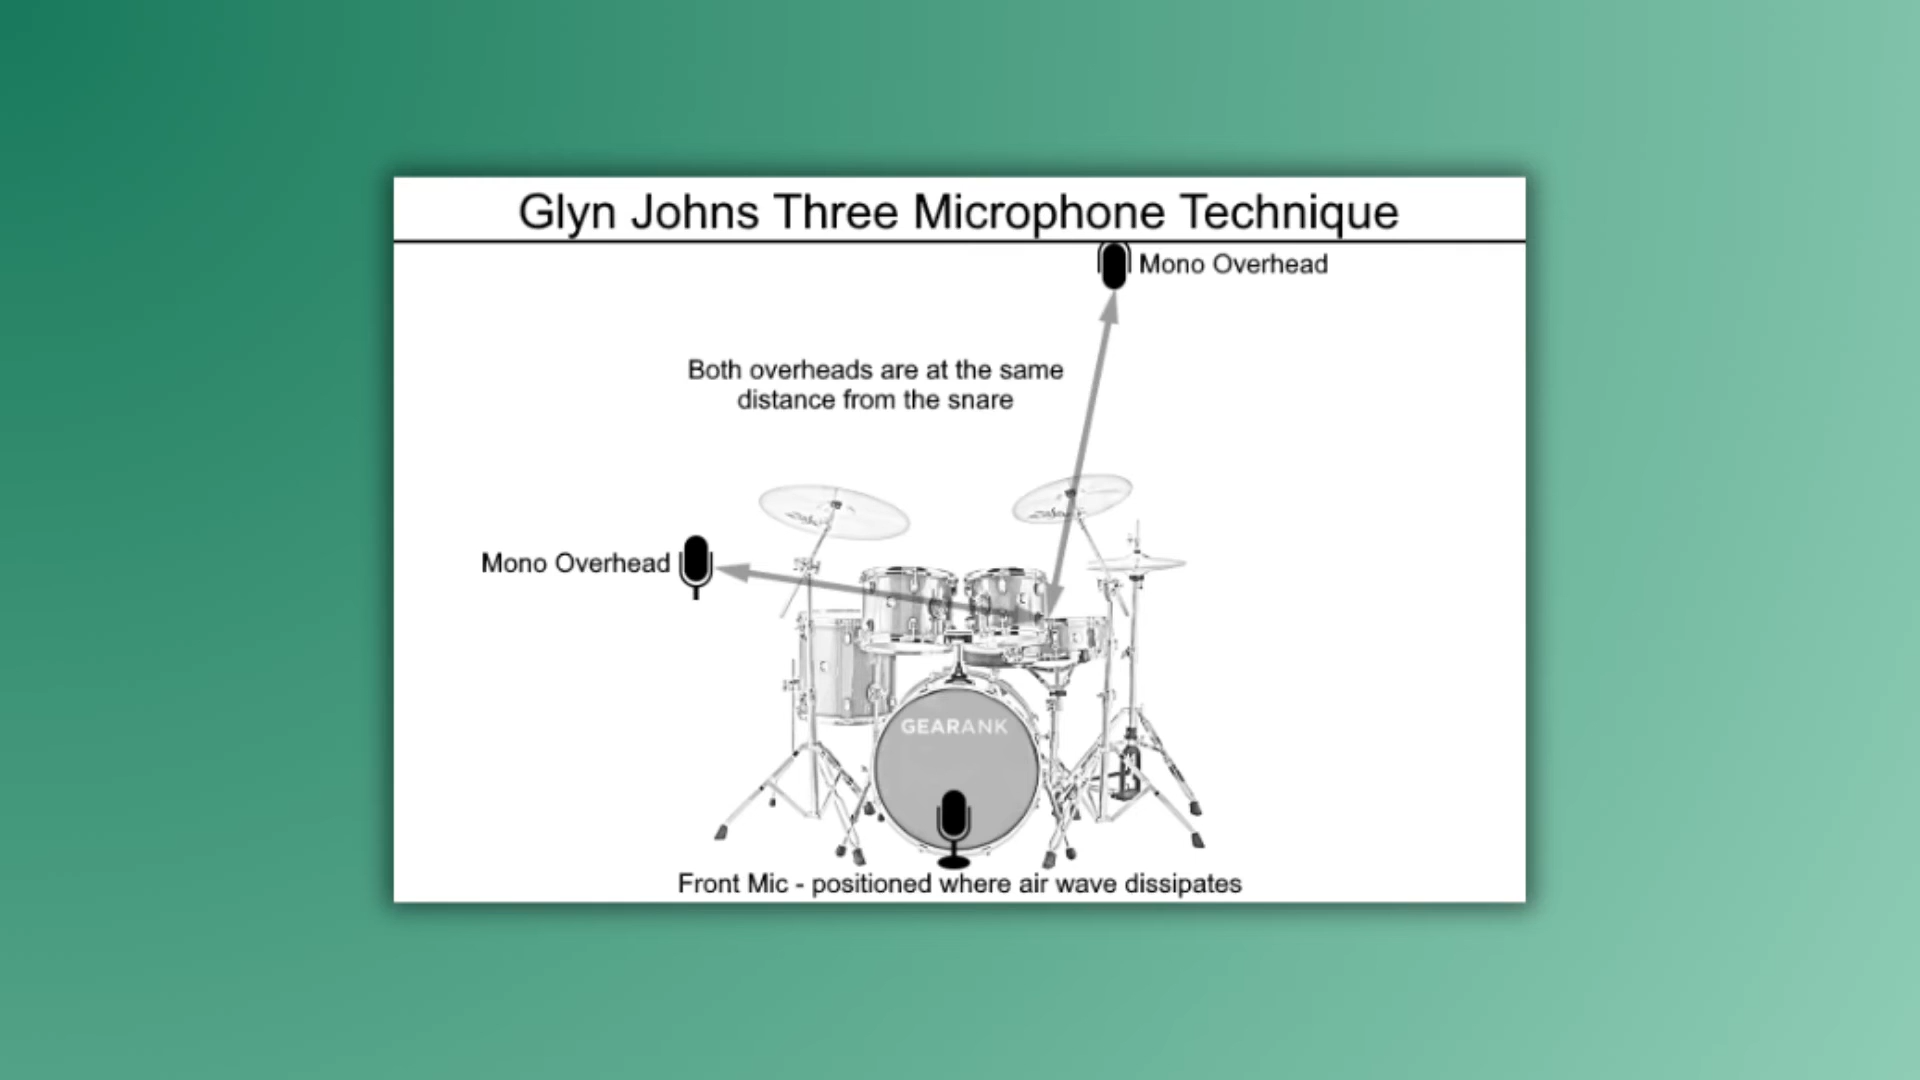 Glyn Johns Three Microphone Technique
Mono Overhead
Both overheads are at the same
distance from the snare
Mono Overhead
GEARANK
Front Mic - positioned where air wave dissipates